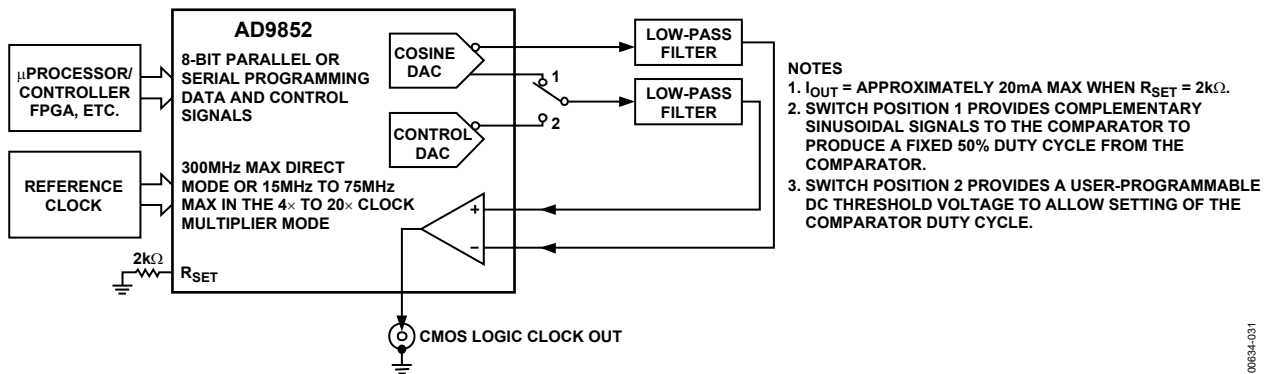 AD9852
μPROCESSOR/
CONTROLLER
FPGA, ETC.
8-BIT PARALLEL OR
SERIAL PROGRAMMING
DATA AND CONTROL
SIGNALS
REFERENCE
CLOCK
300MHz MAX DIRECT
MODE OR 15MHz TO 75MHz
MAX IN THE 4× TO 20× CLOCK
MULTIPLIER MODE
2kΩ
RSET
COSINE
DAC
CONTROL
DAC
1
2
LOW-PASS
FILTER
LOW-PASS
FILTER
+
–
CMOS LOGIC CLOCK OUT
NOTES
1. IOUT = APPROXIMATELY 20mA MAX WHEN RSET = 2kΩ.
2. SWITCH POSITION 1 PROVIDES COMPLEMENTARY
SINUSOIDAL SIGNALS TO THE COMPARATOR TO
PRODUCE A FIXED 50% DUTY CYCLE FROM THE
COMPARATOR.
3. SWITCH POSITION 2 PROVIDES A USER-PROGRAMMABLE
DC THRESHOLD VOLTAGE TO ALLOW SETTING OF THE
COMPARATOR DUTY CYCLE.
00634-031